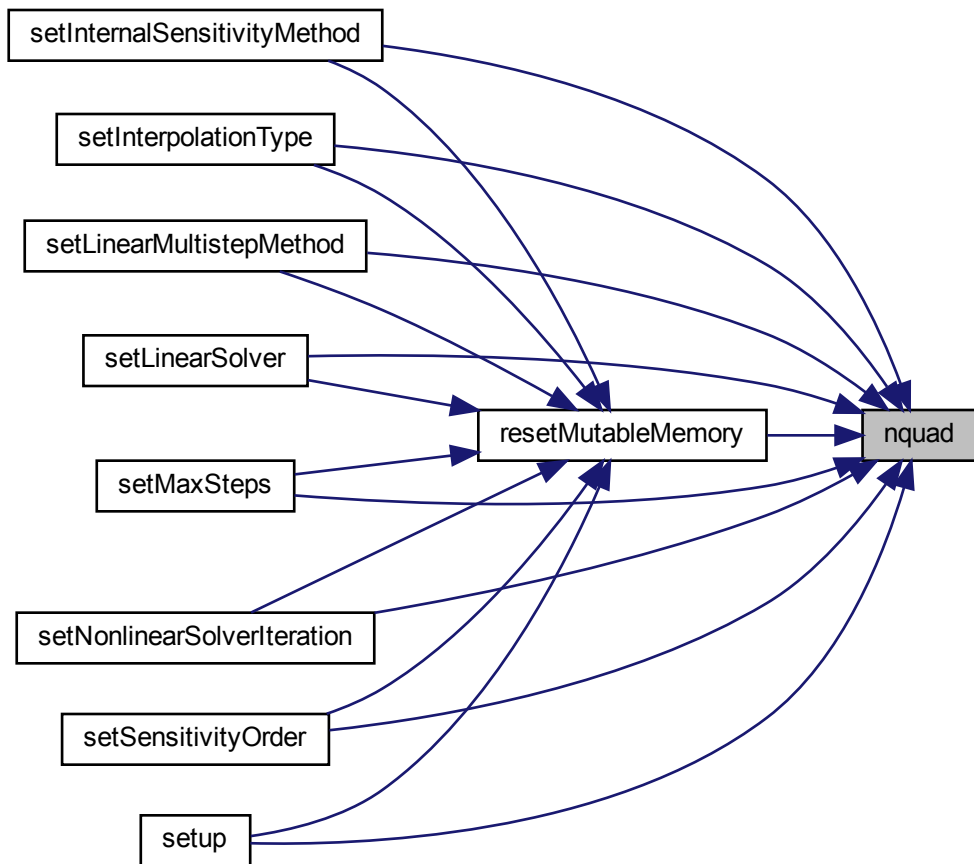 setInternalSensitivityMethod
setInterpolationType
setLinearMultistepMethod
setLinearSolver
resetMutableMemory
nquad
setMaxSteps
setNonlinearSolverIteration
setSensitivityOrder
setup